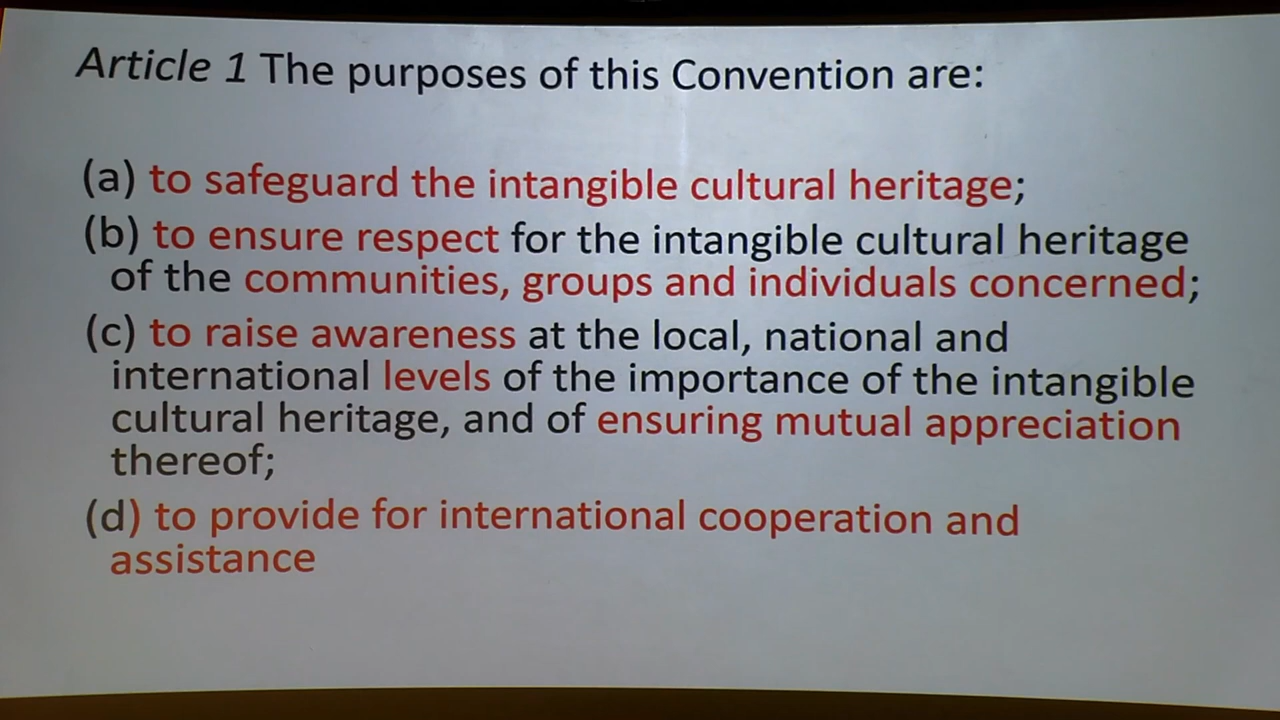 Article 1 The purposes of this Convention are:
(a) to safeguard the intangible cultural heritage;
(b) to ensure respect for the intangible cultural heritage
of the communities, groups and individuals concerned;
(c) to raise awareness at the local, national and
international levels of the importance of the intangible
cultural heritage, and of ensuring mutual appreciation
thereof;
(d) to provide for international cooperation and
assistance